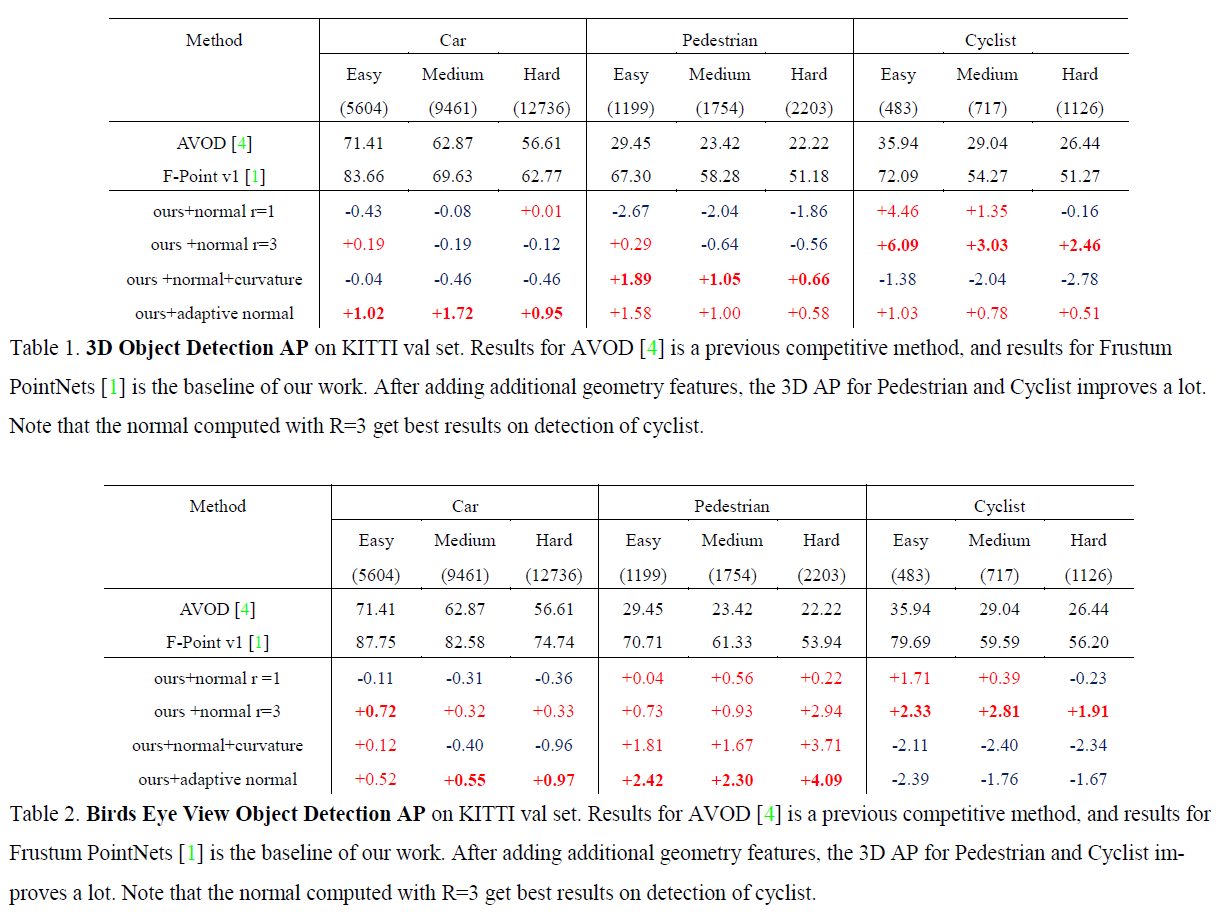 Method Car Pedestrian Cyclist
Easy Medium Hard Easy Medium Hard Easy Medium Hard
(5604) (9461) (12736) (1199) (1754) (2203) (483) (717) (1126)
AVOD [4] 71.41 62.87 56.61 29.45 23.42 22.22 35.94 29.04 26.44
F-Point v1 [1] 83.66 69.63 62.77 67.30 58.28 51.18 72.09 54.27 51.27
ours+normal r=1 -0.43 -0.08 +0.01 -2.67 -2.04 -1.86 +4.46 +1.35 -0.16
ours +normal r=3 +0.19 -0.19 -0.12 +0.29 -0.64 -0.56 +6.09 +3.03 +2.46
ours +normal+curvature -0.04 -0.46 -0.46 +1.89 +1.05 +0.66 -1.38 -2.04 -2.78
ours+adaptive normal +1.02 +1.72 +0.95 +1.58 +1.00 +0.58 +1.03 +0.78 +0.51
Table 1. 3D Object Detection AP on KITTI val set. Results for AVOD [4] is a previous competitive method, and results for Frustum
PointNets [1] is the baseline of our work. After adding additional geometry features, the 3D AP for Pedestrian and Cyclist improves a lot.
Note that the normal computed with R=3 get best results on detection of cyclist.
Method Car Pedestrian Cyclist
Easy Medium Hard Easy Medium Hard Easy Medium Hard
(5604) (9461) (12736) (1199) (1754) (2203) (483) (717) (1126)
AVOD [4] 71.41 62.87 56.61 29.45 23.42 22.22 35.94 29.04 26.44
F-Point v1 [1] 87.75 82.58 74.74 70.71 61.33 53.94 79.69 59.59 56.20
ours+normal r =1 -0.11 -0.31 -0.36 +0.04 +0.56 +0.22 +1.71 +0.39 -0.23
ours +normal r=3 +0.72 +0.32 +0.33 +0.73 +0.93 +2.94 +2.33 +2.81 +1.91
ours+normal+curvature +0.12 -0.40 -0.96 +1.81 +1.67 +3.71 -2.11 -2.40 -2.34
ours+adaptive normal +0.52 +0.55 +0.97 +2.42 +2.30 +4.09 -2.39 -1.76 -1.67
Table 2. Birds Eye View Object Detection AP on KITTI val set. Results for AVOD [4] is a previous competitive method, and results for
Frustum PointNets [1] is the baseline of our work. After adding additional geometry features, the 3D AP for Pedestrian and Cyclist im-
proves a lot. Note that the normal computed with R=3 get best results on detection of cyclist.